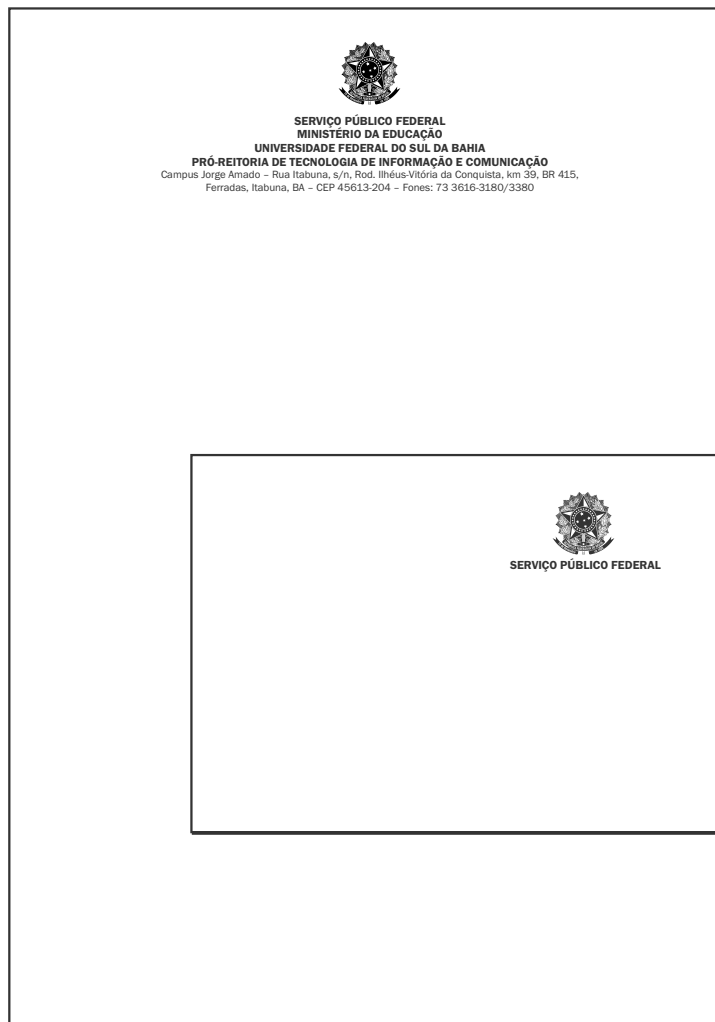 SERVIÇO PÚBLICO FEDERAL
MINISTÉRIO DA EDUCAÇÃO
UNIVERSIDADE FEDERAL DO SUL DA BAHIA
PRÓ-REITORIA DE TECNOLOGIA DE INFORMAÇÃO E COMUNICAÇÃO
Campus Jorge Amado – Rua Itabuna, s/n, Rod. Ilhéus-Vitória da Conquista, km 39, BR 415,
Ferradas, Itabuna, BA – CEP 45613-204 – Fones: 73 3616-3180/3380
SERVIÇO PÚBLICO FEDERAL